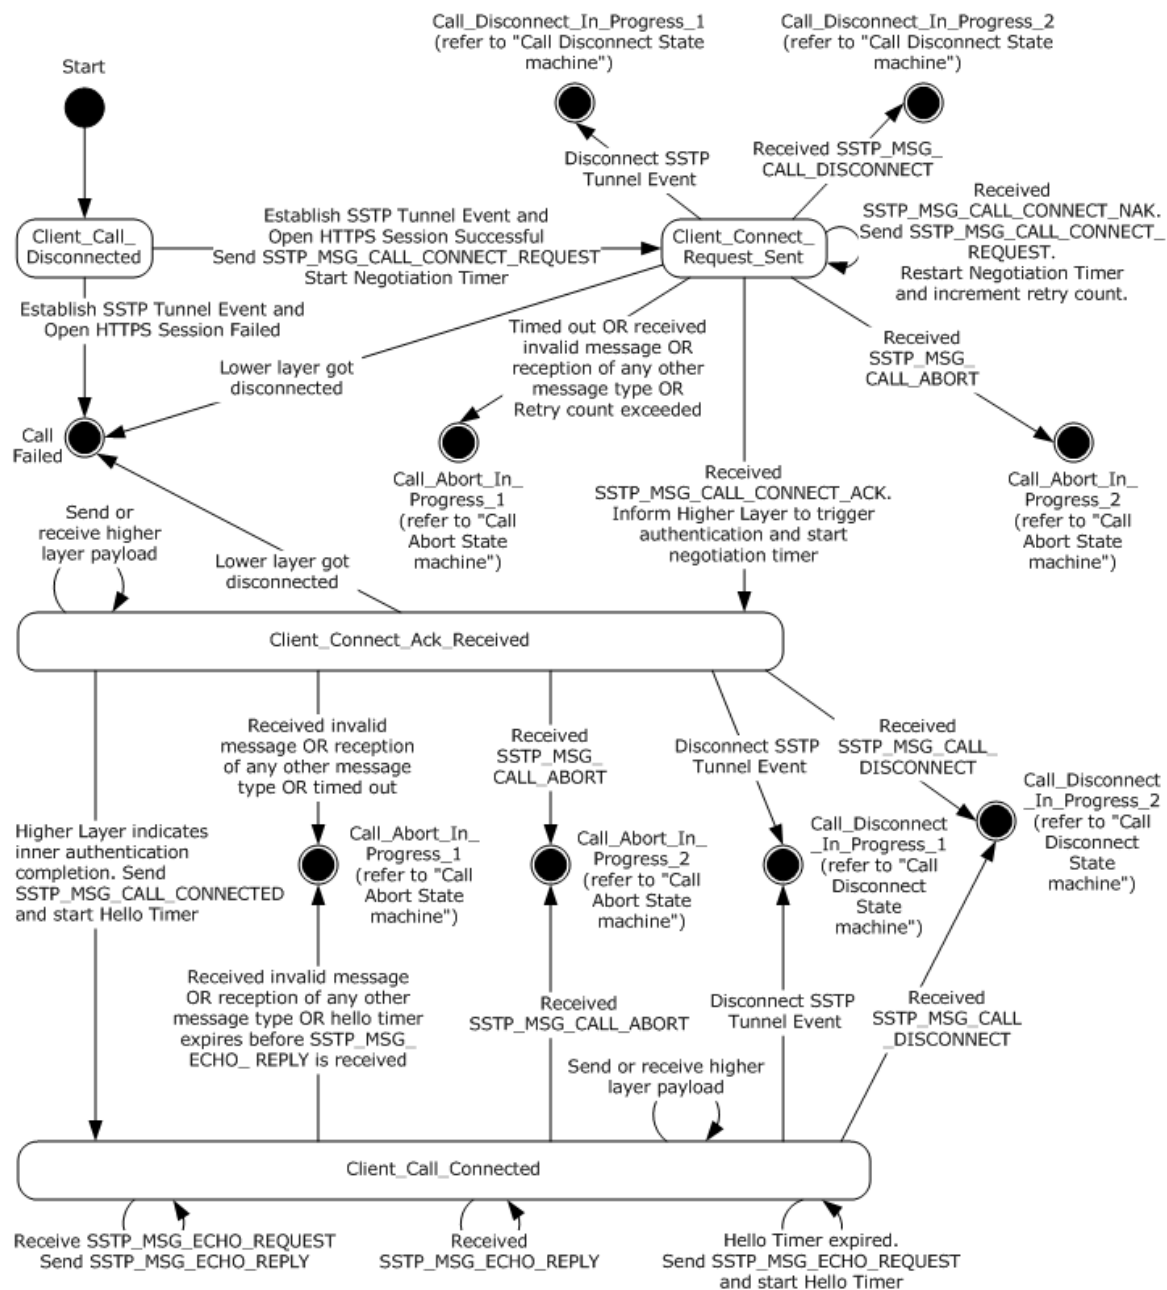 Call_Disconnect_In_Progress_1
(refer to "Call Disconnect State
machine")
Call_Disconnect_In_Progress_2
(refer to "Call Disconnect State
machine")
Start
Disconnect SSTP
Tunnel Event
Received SSTP_MSG_
CALL_DISCONNECT
Client_Call_
Disconnected
Establish SSTP Tunnel Event and
Open HTTPS Session Successful
Send SSTP_MSG_CALL_CONNECT_REQUEST
Start Negotiation Timer
Client_Connect_
Request_Sent
Received
SSTP_MSG_CALL_CONNECT_NAK.
Send SSTP_MSG_CALL_CONNECT_
REQUEST.
Restart Negotiation Timer
and increment retry count.
Establish SSTP Tunnel Event and
Open HTTPS Session Failed
Lower layer got
disconnected
Timed out OR received
invalid message OR
reception of any other
message type OR
Retry count exceeded
Received
SSTP_MSG_
CALL_ABORT
Call
Failed
Call_Abort_In_
Progress_1
(refer to "Call
Abort State
machine")
Received
SSTP_MSG_CALL_CONNECT_ACK.
Inform Higher Layer to trigger
authentication and start
negotiation timer
Call_Abort_In_
Progress_2
(refer to "Call
Abort State
machine")
Send or
receive higher
layer payload
Lower layer got
disconnected
Client_Connect_Ack_Received
Higher Layer indicates
inner authentication
completion. Send
SSTP_MSG_CALL_CONNECTED
and start Hello Timer
Received invalid
message OR reception
of any other message
type OR timed out
Received
SSTP_MSG_
CALL_ABORT
Disconnect SSTP
Tunnel Event
Received
SSTP_MSG_CALL_
DISCONNECT
Call_Abort_In_
Progress_1
(refer to "Call
Abort State
machine")
Call_Abort_In_
Progress_2
(refer to "Call
Abort State
machine")
Call_Disconnect
_In_Progress_1
(refer to "Call
Disconnect
State
machine")
Call_Disconnect
_In_Progress_2
(refer to "Call
Disconnect
State
machine")
Received invalid message
OR reception of any other
message type OR hello timer
expires before SSTP_MSG_
ECHO_ REPLY is received
Received
SSTP_MSG_CALL_ABORT
Disconnect SSTP
Tunnel Event
Received
SSTP_MSG_CALL
_DISCONNECT
Send or receive higher
layer payload
Client_Call_Connected
Receive SSTP_MSG_ECHO_REQUEST
Send SSTP_MSG_ECHO_REPLY
Received
SSTP_MSG_ECHO_REPLY
Hello Timer expired.
Send SSTP_MSG_ECHO_REQUEST
and start Hello Timer